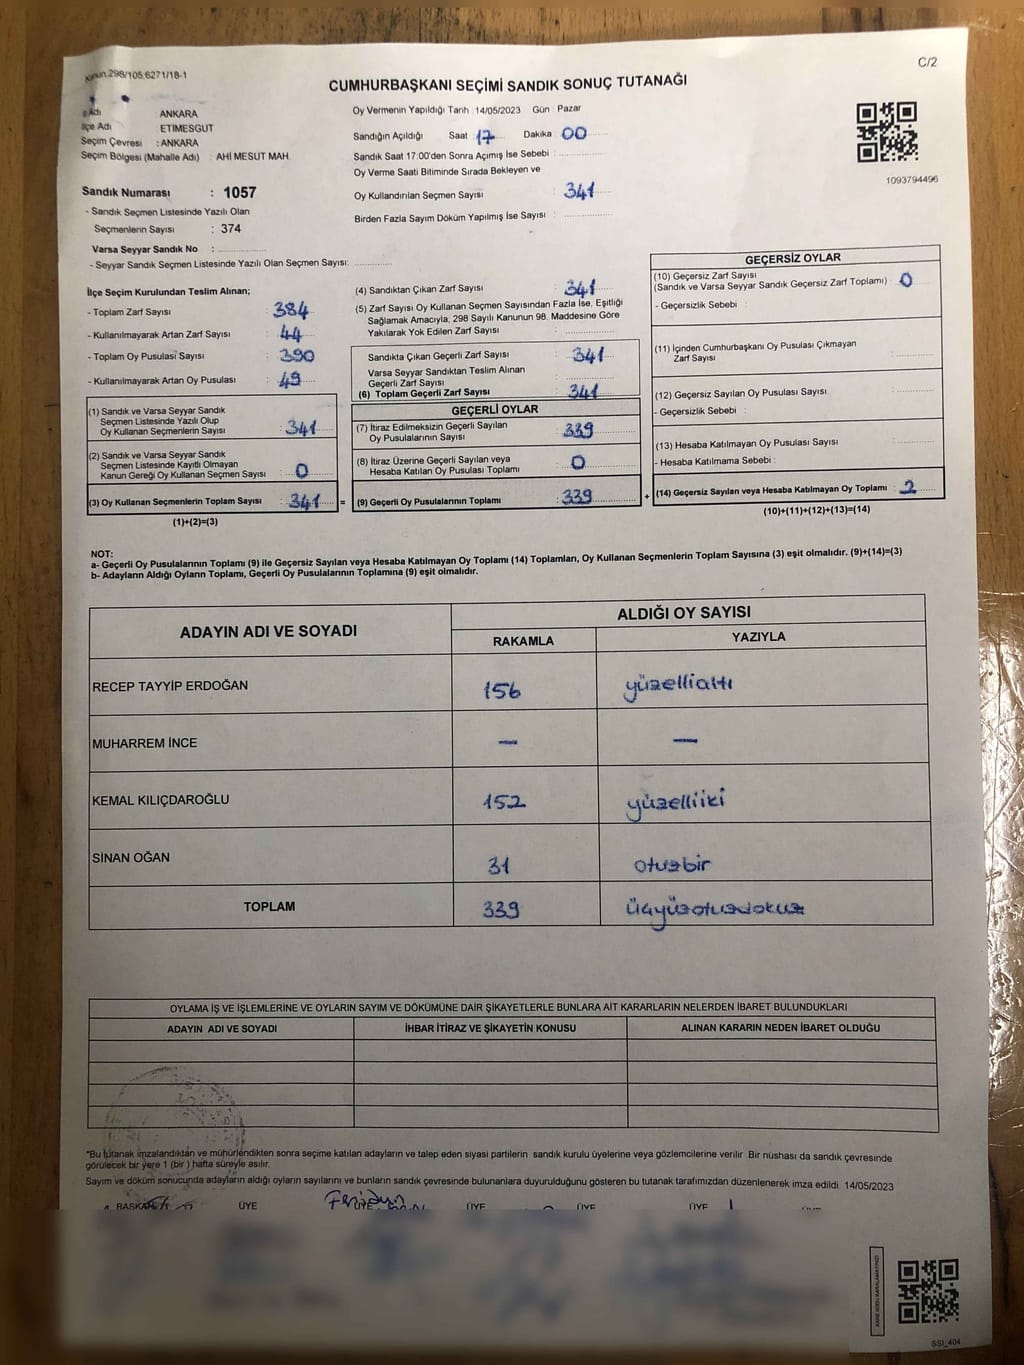 Kanun.298/105.6271/18-1
C/2
CUMHURBAŞKANI SEÇİMİ SANDIK SONUÇ TUTANAĞI
Adı : ANKARA
İlçe Adı : ETİMESGUT
Seçim Çevresi : ANKARA
Seçim Bölgesi (Mahalle Adı) : AHİ MESUT MAH.
Sandık Numarası : 1057
- Sandık Seçmen Listesinde Yazılı Olan
Seçmenlerin Sayısı : 374
Varsa Seyyar Sandık No :
- Seyyar Sandık Seçmen Listesinde Yazılı Olan Seçmen Sayısı:
Oy Vermenin Yapıldığı Tarih : 14/05/2023 Gün : Pazar
Sandığın Açıldığı Saat 17 Dakika 00
Sandık Saat 17:00'den Sonra Açımış İse Sebebi :
Oy Verme Saati Bitiminde Sırada Bekleyen ve
Oy Kullandırılan Seçmen Sayısı : 341
Birden Fazla Sayım Döküm Yapılmış İse Sayısı :
1093794496
İlçe Seçim Kurulundan Teslim Alınan;
- Toplam Zarf Sayısı : 384
- Kullanılmayarak Artan Zarf Sayısı : 44
- Toplam Oy Pusulası Sayısı : 390
- Kullanılmayarak Artan Oy Pusulası : 49
(1) Sandık ve Varsa Seyyar Sandık
Seçmen Listesinde Yazılı Olup
Oy Kullanan Seçmenlerin Sayısı : 341
(2) Sandık ve Varsa Seyyar Sandık
Seçmen Listesinde Kayıtlı Olmayan
Kanun Gereği Oy Kullanan Seçmen Sayısı : 0
(3) Oy Kullanan Seçmenlerin Toplam Sayısı : 341 =
(1)+(2)=(3)
(4) Sandıktan Çıkan Zarf Sayısı : 341
(5) Zarf Sayısı Oy Kullanan Seçmen Sayısından Fazla İse, Eşitliği
Sağlamak Amacıyla, 298 Sayılı Kanunun 98. Maddesine Göre
Yakılarak Yok Edilen Zarf Sayısı :
Sandıkta Çıkan Geçerli Zarf Sayısı : 341
Varsa Seyyar Sandıktan Teslim Alınan
Geçerli Zarf Sayısı :
(6) Toplam Geçerli Zarf Sayısı : 341
GEÇERLİ OYLAR
(7) İtiraz Edilmeksizin Geçerli Sayılan
Oy Pusulalarının Sayısı : 339
(8) İtiraz Üzerine Geçerli Sayılan veya
Hesaba Katılan Oy Pusulası Toplamı : 0
(9) Geçerli Oy Pusulalarının Toplamı : 339 +
GEÇERSİZ OYLAR
(10) Geçersiz Zarf Sayısı
(Sandık ve Varsa Seyyar Sandık Geçersiz Zarf Toplamı) : 0
- Geçersizlik Sebebi :
(11) İçinden Cumhurbaşkanı Oy Pusulası Çıkmayan
Zarf Sayısı :
(12) Geçersiz Sayılan Oy Pusulası Sayısı :
- Geçersizlik Sebebi :
(13) Hesaba Katılmayan Oy Pusulası Sayısı :
- Hesaba Katılmama Sebebi :
(14) Geçersiz Sayılan veya Hesaba Katılmayan Oy Toplamı : 2
(10)+(11)+(12)+(13)=(14)
NOT:
a- Geçerli Oy Pusulalarının Toplamı (9) ile Geçersiz Sayılan veya Hesaba Katılmayan Oy Toplamı (14) Toplamları, Oy Kullanan Seçmenlerin Toplam Sayısına (3) eşit olmalıdır. (9)+(14)=(3)
b- Adayların Aldığı Oyların Toplamı, Geçerli Oy Pusulalarının Toplamına (9) eşit olmalıdır.
ADAYIN ADI VE SOYADI
ALDIĞI OY SAYISI
RAKAMLA YAZIYLA
RECEP TAYYİP ERDOĞAN 156 yüzellialtı
MUHARREM İNCE — —
KEMAL KILIÇDAROĞLU 152 yüzelliiki
SİNAN OĞAN 31 otuzbir
TOPLAM 339 üçyüzotuzdokuz
OYLAMA İŞ VE İŞLEMLERİNE VE OYLARIN SAYIM VE DÖKÜMÜNE DAİR ŞİKAYETLERLE BUNLARA AİT KARARLARIN NELERDEN İBARET BULUNDUKLARI
ADAYIN ADI VE SOYADI İHBAR İTİRAZ VE ŞİKAYETİN KONUSU ALINAN KARARIN NEDEN İBARET OLDUĞU
*Bu tutanak imzalandıktan ve mühürlendikten sonra seçime katılan adayların ve talep eden siyasi partilerin sandık kurulu üyelerine veya gözlemcilerine verilir. Bir nüshası da sandık çevresinde
görülecek bir yere 1 (bir ) hafta süreyle asılır.
Sayım ve döküm sonucunda adayların aldığı oyların sayılarını ve bunların sandık çevresinde bulunanlara duyurulduğunu gösteren bu tutanak tarafımızdan düzenlenerek imza edildi 14/05/2023
BAŞKAN ÜYE ÜYE ÜYE ÜYE ÜYE
SSI_404